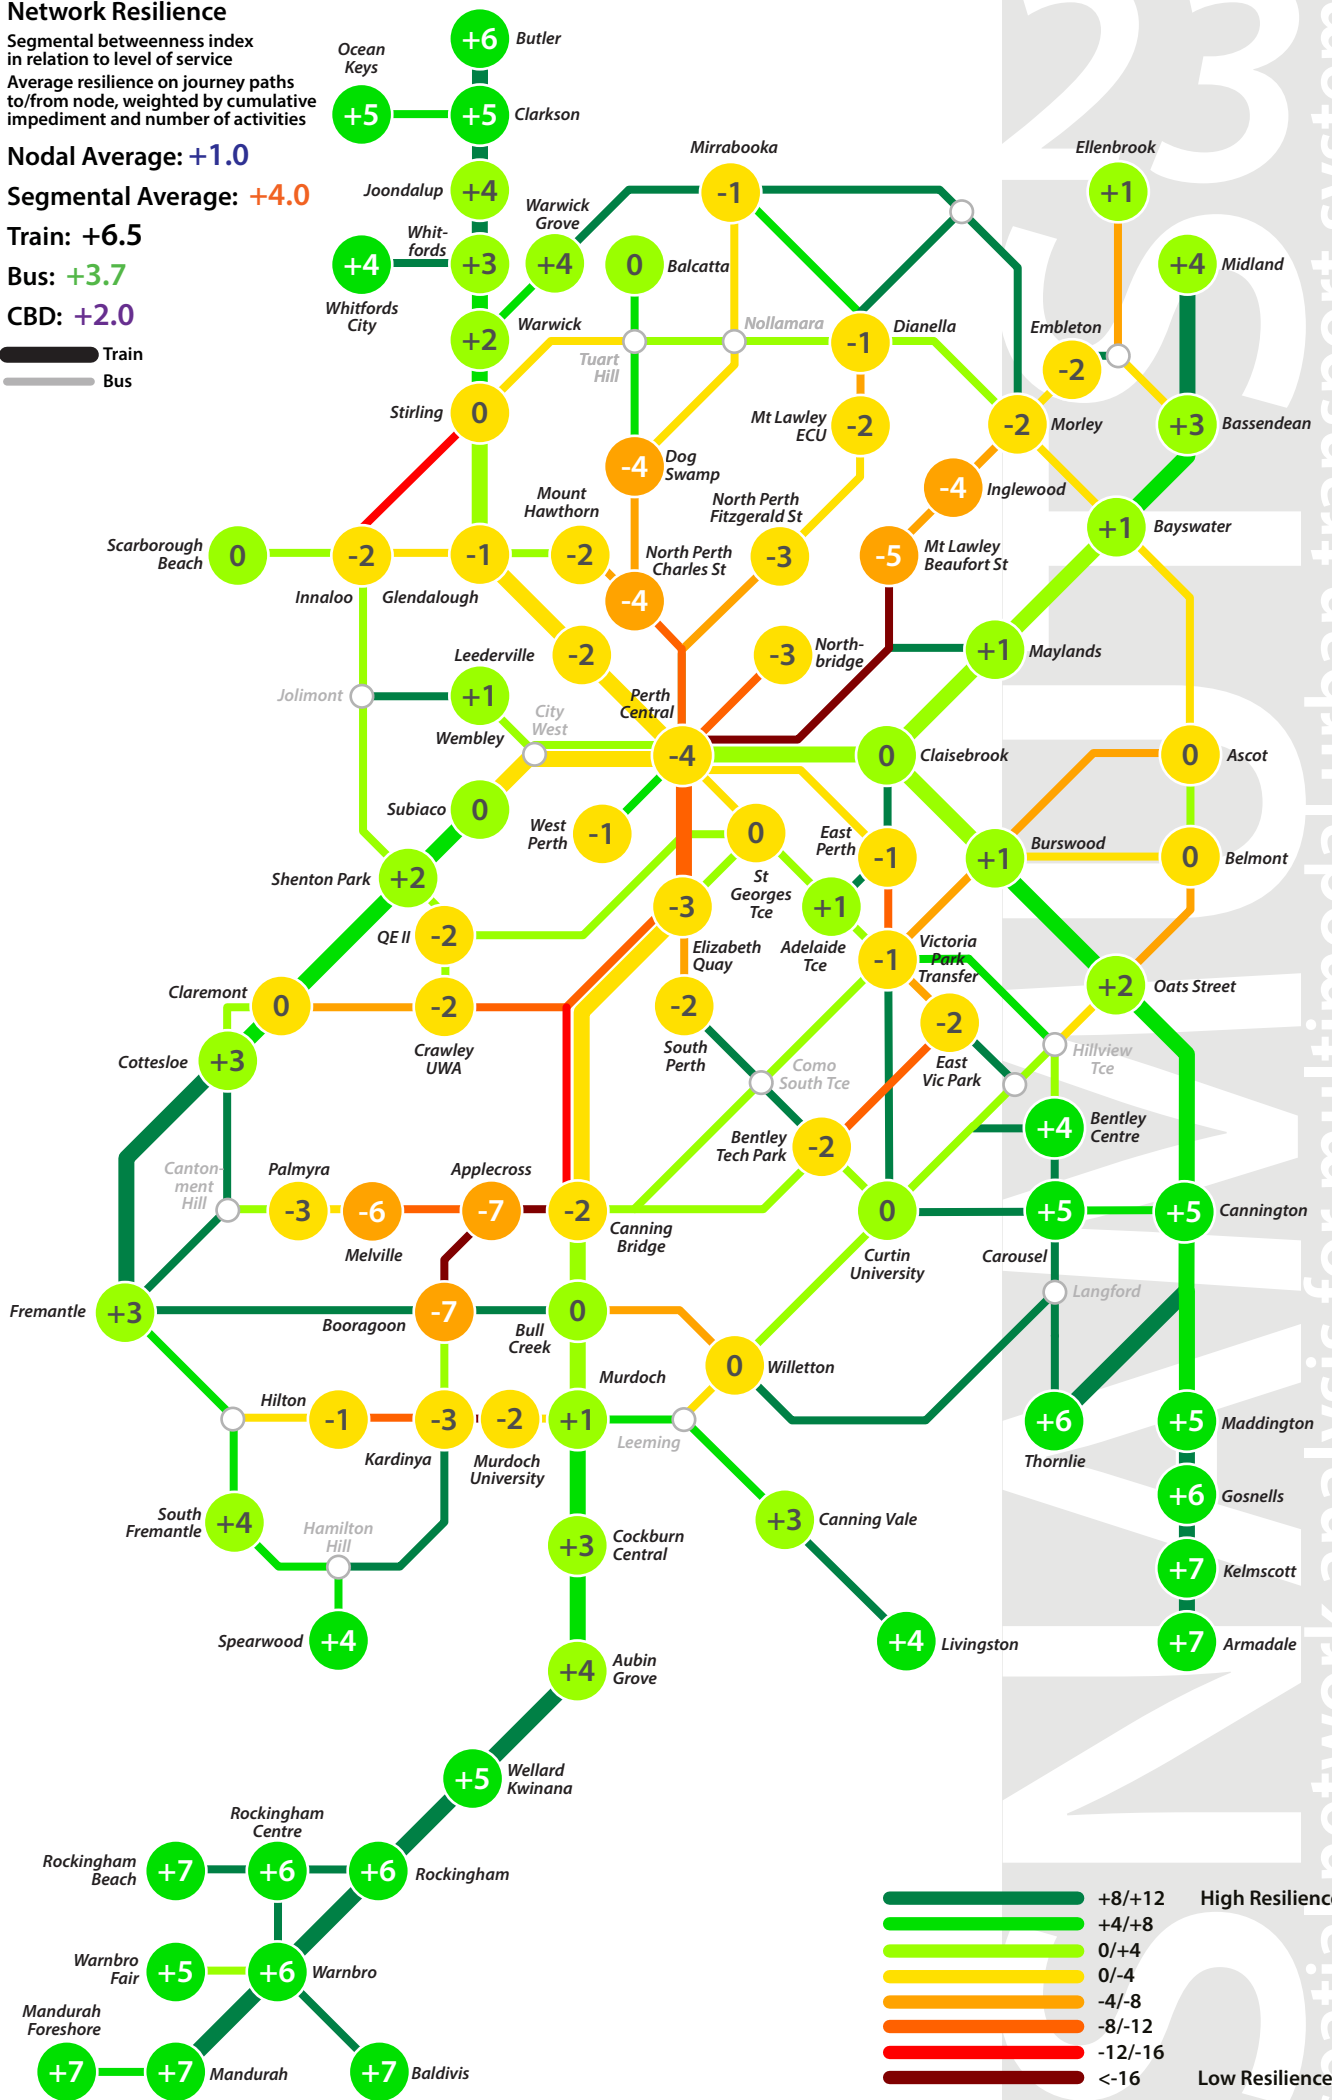 Network Resilience
Segmental betweenness index
in relation to level of service
Average resilience on journey paths
to/from node, weighted by cumulative
impediment and number of activities
Nodal Average: +1.0
Segmental Average: +4.0
Train: +6.5
Bus: +3.7
CBD: +2.0
Train
Bus
23
+6
Butler
Ocean
Keys
+5
+5
Clarkson
Joondalup
+4
Whit-
fords
+3
+4
Whitfords
City
Warwick
Grove
+4
+2
Warwick
0
Balcatta
Mirrabooka
-1
Ellenbrook
+1
+4
Midland
Nollamara
Tuart
Hill
-1
Dianella
Embleton
-2
Stirling
0
Mt Lawley
ECU
-2
-2
Morley
+3
Bassendean
-4
Dog
Swamp
-4
Inglewood
Mount
Hawthorn
-2
North Perth
Fitzgerald St
-3
+1
Bayswater
Scarborough
Beach
0
-2
Innaloo
-1
Glendalough
North Perth
Charles St
-4
-5
Mt Lawley
Beaufort St
Leederville
-2
-3
North-
bridge
+1
Maylands
Jolimont
+1
Wembley
City
West
Perth
Central
-4
0
Claisebrook
0
Ascot
Subiaco
0
West
Perth
-1
0
St
Georges
Tce
East
Perth
-1
+1
Burswood
0
Belmont
Shenton Park
+2
QE II
-2
-3
Elizabeth
Quay
+1
Adelaide
Tce
-1
Victoria
Park
Transfer
Claremont
0
-2
Crawley
UWA
-2
South
Perth
-2
East
Vic Park
+2
Oats Street
Cottesloe
+3
Como
South Tce
Hillview
Tce
Bentley
Tech Park
-2
+4
Bentley
Centre
Canton-
ment
Hill
Palmyra
-3
-6
Melville
Applecross
-7
-2
Canning
Bridge
0
Curtin
University
+5
Carousel
+5
Cannington
Fremantle
+3
-7
Booragoon
0
Bull
Creek
Langford
0
Willetton
Hilton
-1
-3
Kardinya
-2
Murdoch
University
Murdoch
+1
Leeming
+6
Thornlie
+5
Maddington
South
Fremantle
+4
Hamilton
Hill
+3
Cockburn
Central
+3
Canning Vale
+6
Gosnells
+7
Kelmscott
Spearwood
+4
+4
Livingston
+7
Armadale
+4
Aubin
Grove
+5
Wellard
Kwinana
Rockingham
Centre
Rockingham
Beach
+7
+6
+6
Rockingham
Warnbro
Fair
+5
+6
Warnbro
Mandurah
Foreshore
+7
+7
Mandurah
+7
Baldivis
+8/+12 High Resilience
+4/+8
0/+4
0/-4
-4/-8
-8/-12
-12/-16
<-16 Low Resilience